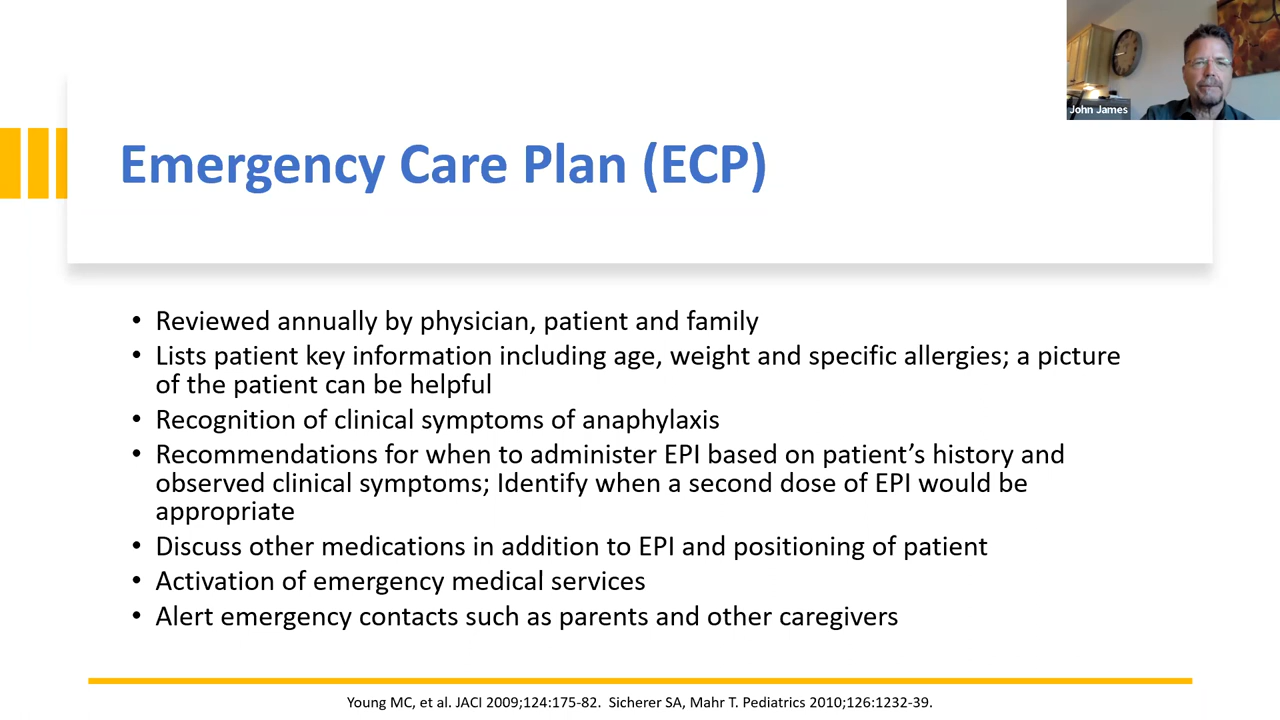 John James
Emergency Care Plan (ECP)
• Reviewed annually by physician, patient and family
• Lists patient key information including age, weight and specific allergies; a picture
of the patient can be helpful
• Recognition of clinical symptoms of anaphylaxis
• Recommendations for when to administer EPI based on patient’s history and
observed clinical symptoms; Identify when a second dose of EPI would be
appropriate
• Discuss other medications in addition to EPI and positioning of patient
• Activation of emergency medical services
• Alert emergency contacts such as parents and other caregivers
Young MC, et al. JACI 2009;124:175-82. Sicherer SA, Mahr T. Pediatrics 2010;126:1232-39.